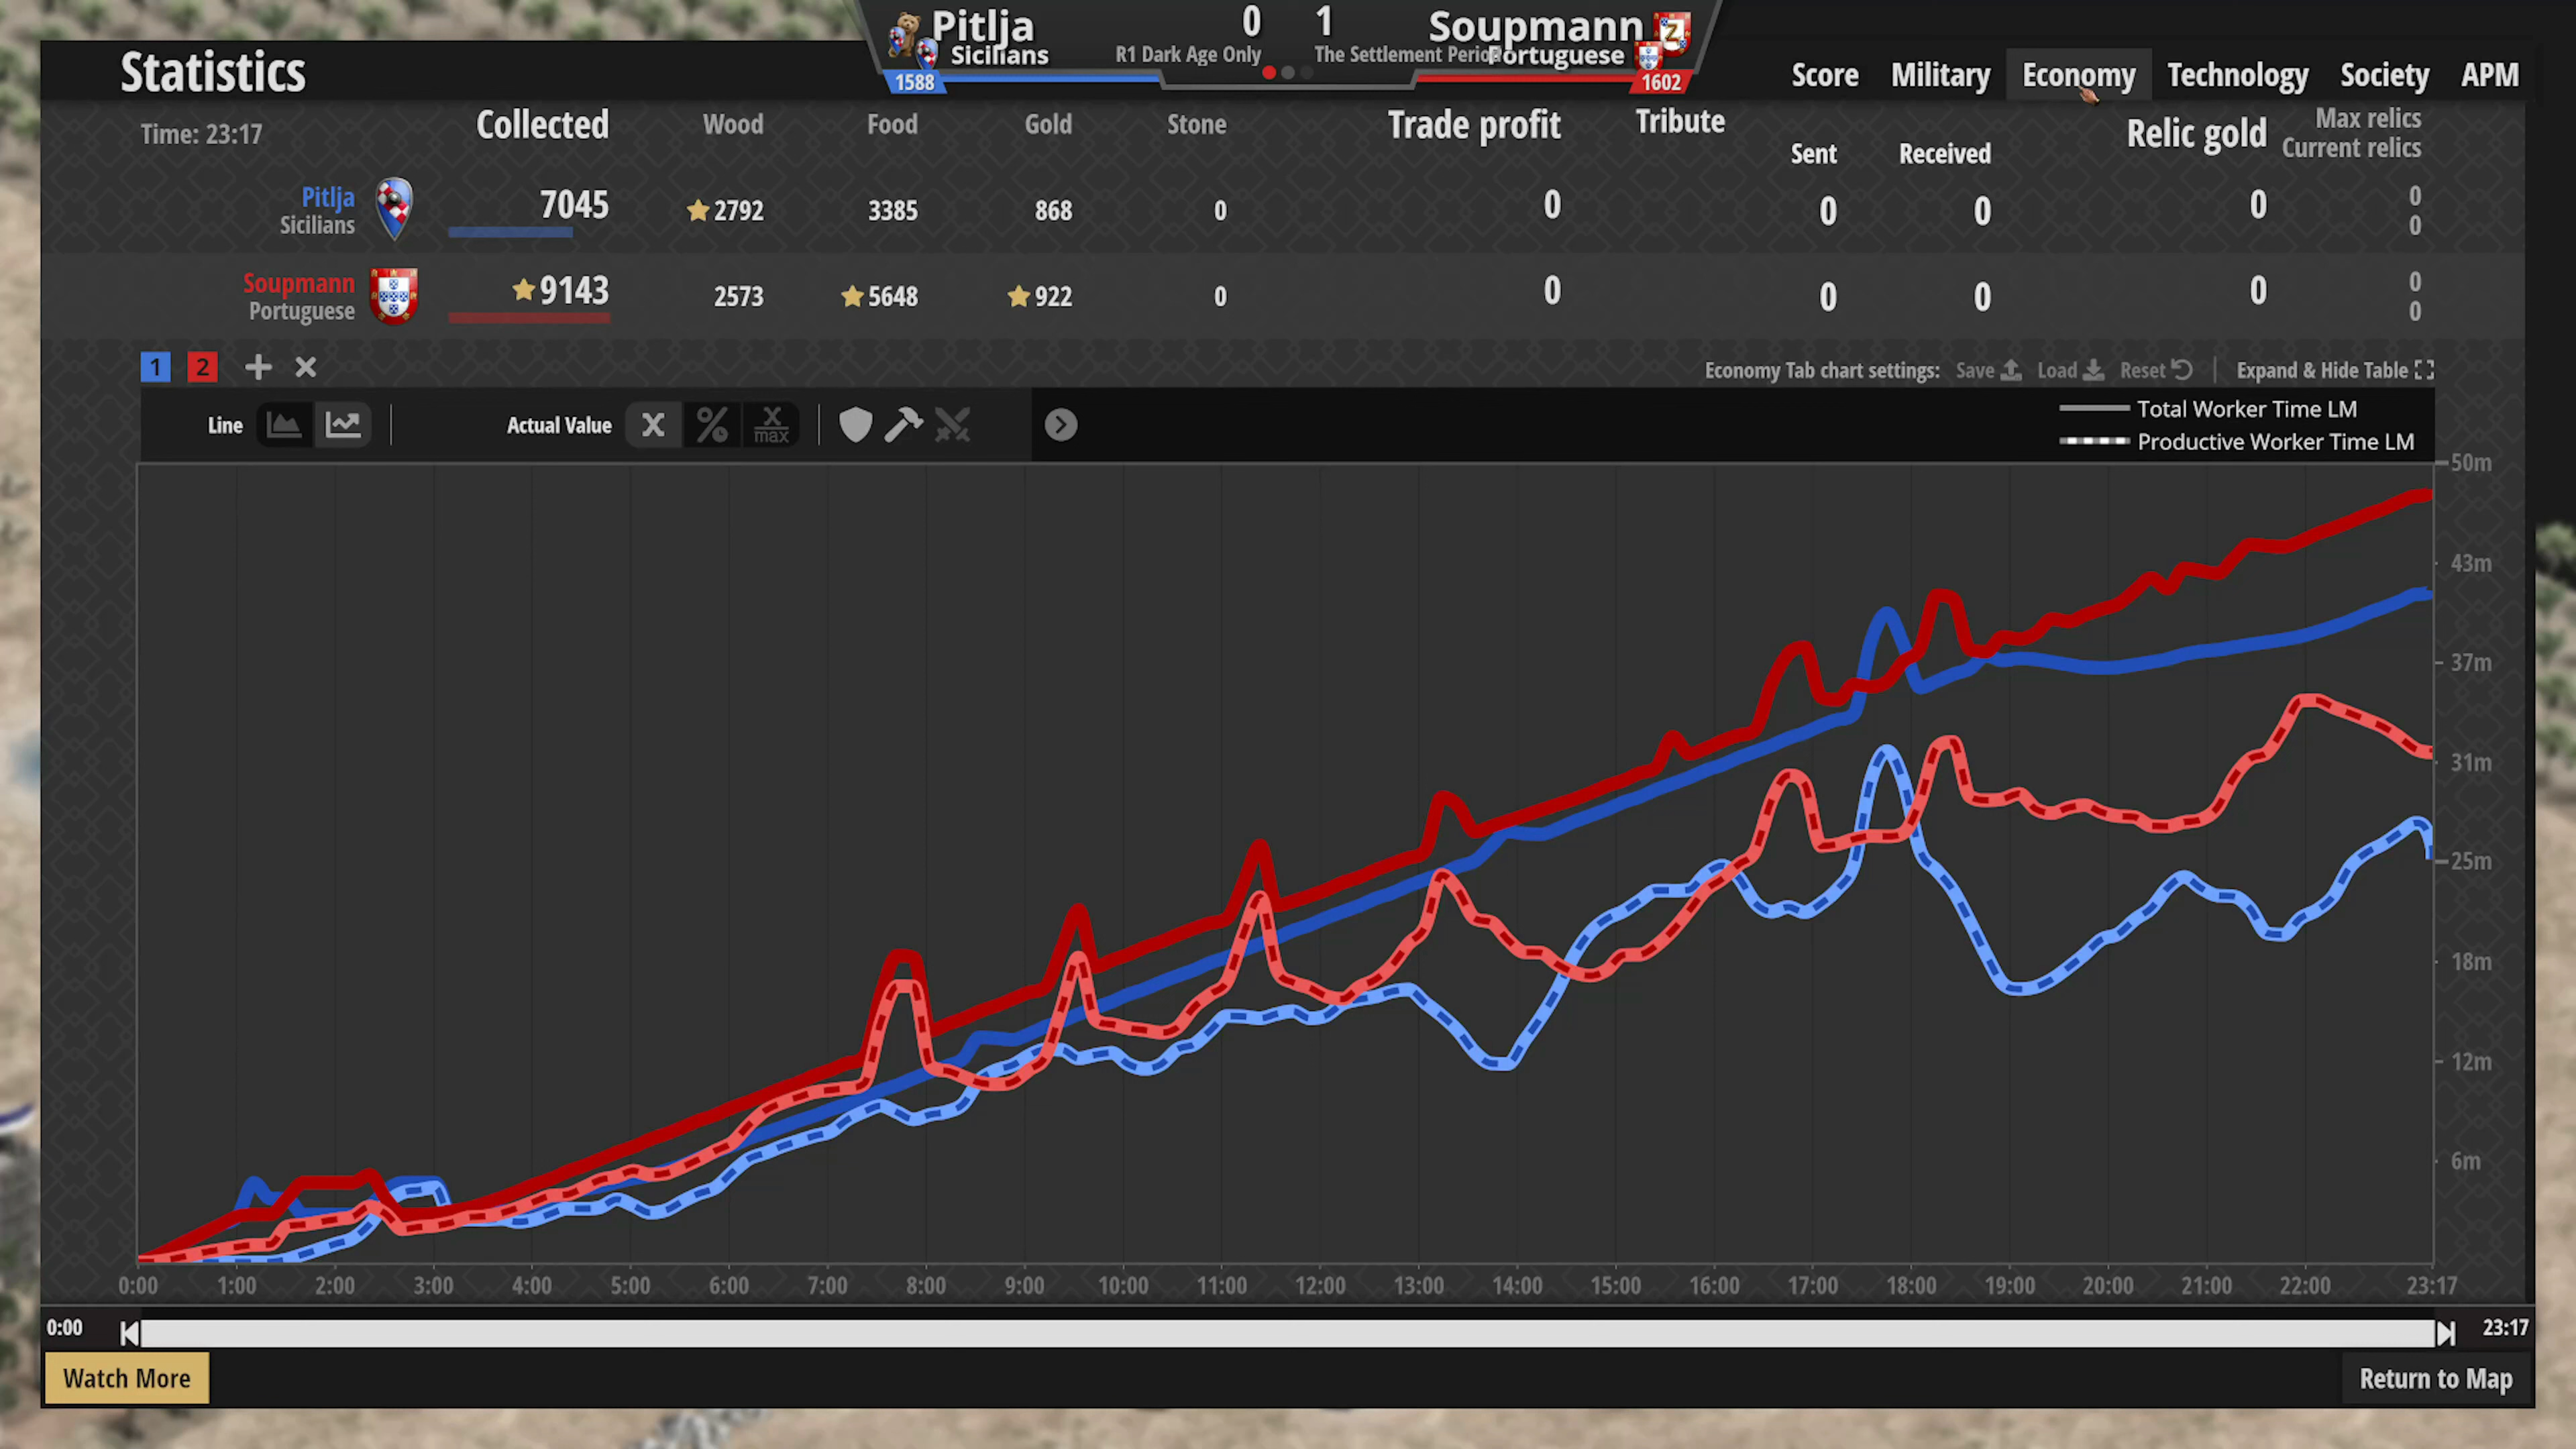 Pitlja 0 1 Soupmann
Sicilians R1 Dark Age Only The Settlement Period Portuguese
1588 1602
Statistics
Score Military Economy Technology Society APM
Time: 23:17 Collected Wood Food Gold Stone Trade profit Tribute Sent Received Relic gold Max relics Current relics
Pitlja 7045 2792 3385 868 0 0 0 0 0 0
Sicilians 0
Soupmann 9143 2573 5648 922 0 0 0 0 0 0
Portuguese 0
1 2 Economy Tab chart settings: Save Load Reset Expand & Hide Table
Line Actual Value X % X max
Total Worker Time LM
Productive Worker Time LM
50m
43m
37m
31m
25m
18m
12m
6m
0:00 1:00 2:00 3:00 4:00 5:00 6:00 7:00 8:00 9:00 10:00 11:00 12:00 13:00 14:00 15:00 16:00 17:00 18:00 19:00 20:00 21:00 22:00 23:17
0:00 23:17
Watch More Return to Map